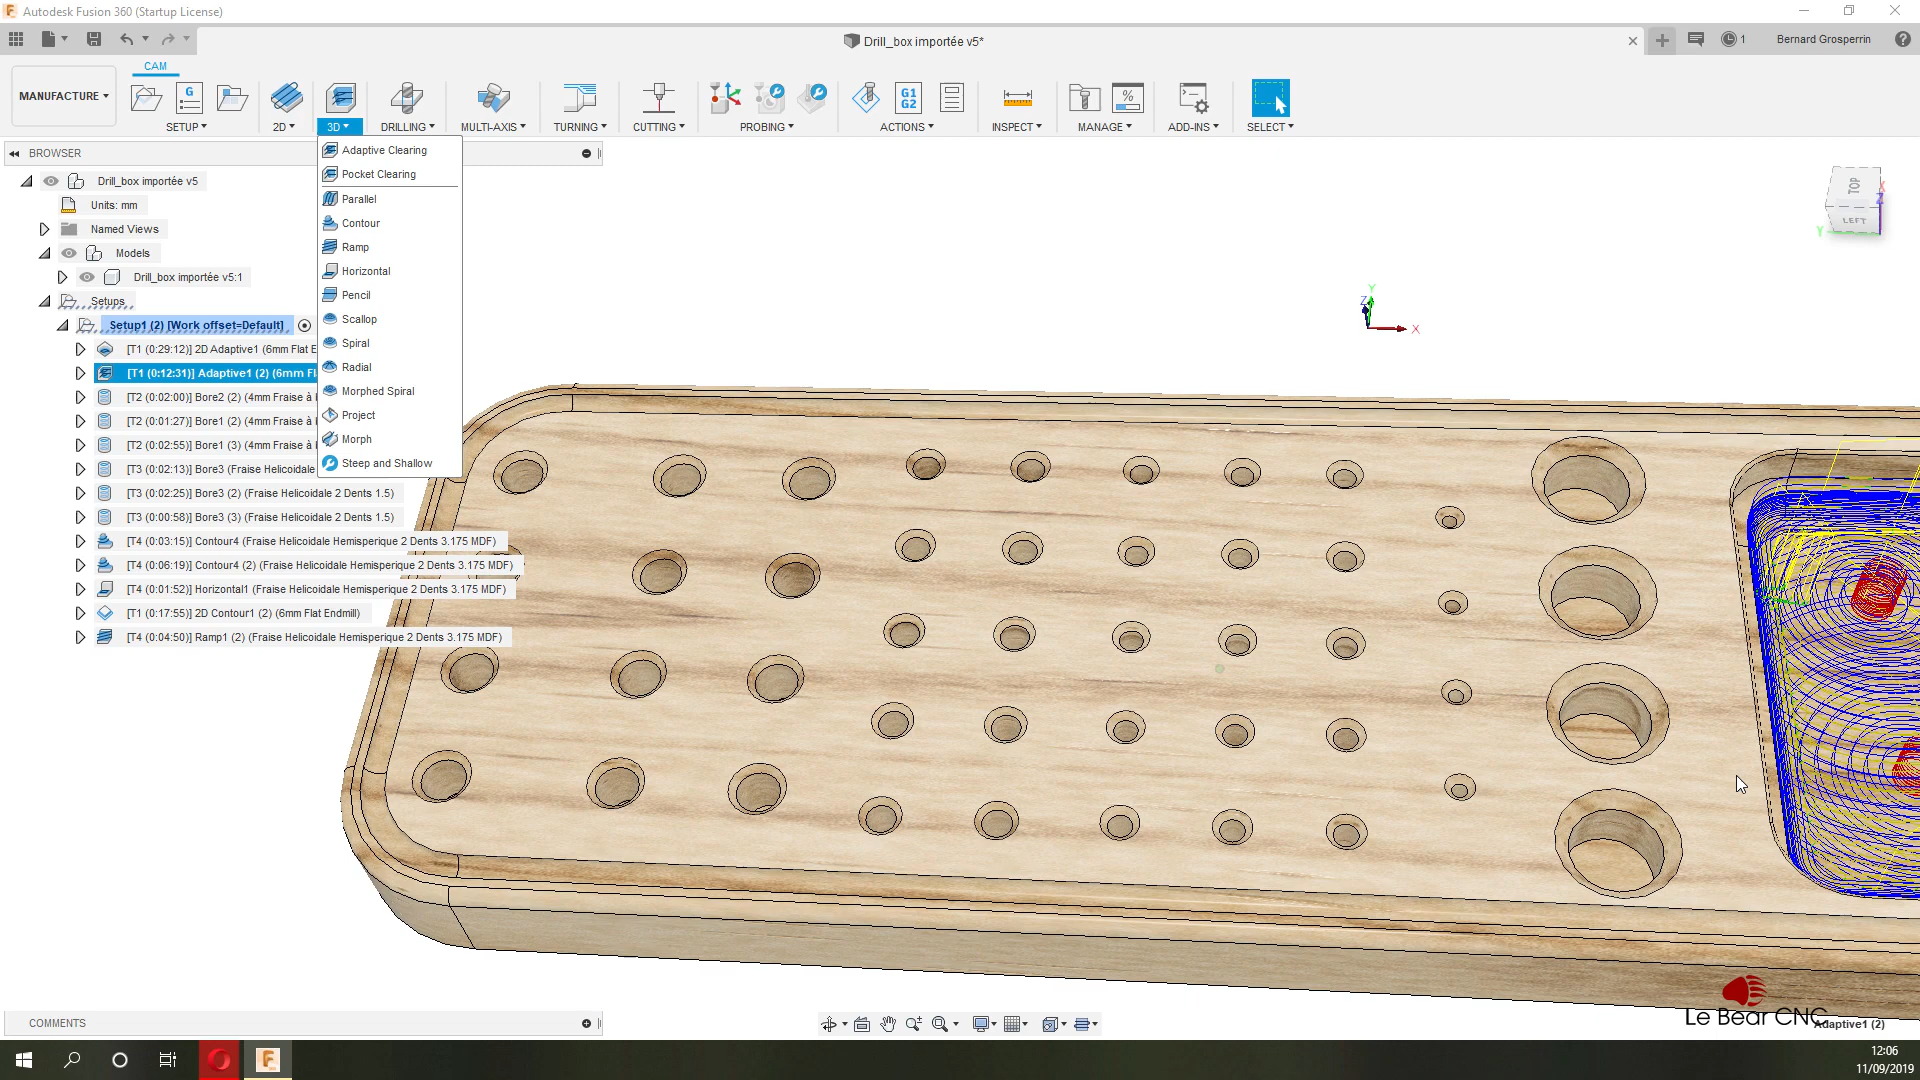 Autodesk Fusion 360 (Startup License)
Drill_box importée v5*
1
Bernard Grosperrin
CAM
MANUFACTURE
SETUP
2D
3D
DRILLING
MULTI-AXIS
TURNING
CUTTING
PROBING
ACTIONS
INSPECT
MANAGE
ADD-INS
SELECT
G
G1
G2
%
BROWSER
Drill_box importée v5
Units: mm
Named Views
Models
Drill_box importée v5:1
Setups
Setup1 (2) [Work offset=Default]
[T1 (0:29:12)] 2D Adaptive1 (6mm Flat E
[T1 (0:12:31)] Adaptive1 (2) (6mm Fl
[T2 (0:02:00)] Bore2 (2) (4mm Fraise à
[T2 (0:01:27)] Bore1 (2) (4mm Fraise à
[T2 (0:02:55)] Bore1 (3) (4mm Fraise à
[T3 (0:02:13)] Bore3 (Fraise Helicoidale
[T3 (0:02:25)] Bore3 (2) (Fraise Helicoidale 2 Dents 1.5)
[T3 (0:00:58)] Bore3 (3) (Fraise Helicoidale 2 Dents 1.5)
[T4 (0:03:15)] Contour4 (Fraise Helicoidale Hemisperique 2 Dents 3.175 MDF)
[T4 (0:06:19)] Contour4 (2) (Fraise Helicoidale Hemisperique 2 Dents 3.175 MDF)
[T4 (0:01:52)] Horizontal1 (Fraise Helicoidale Hemisperique 2 Dents 3.175 MDF)
[T1 (0:17:55)] 2D Contour1 (2) (6mm Flat Endmill)
[T4 (0:04:50)] Ramp1 (2) (Fraise Helicoidale Hemisperique 2 Dents 3.175 MDF)
Adaptive Clearing
Pocket Clearing
Parallel
Contour
Ramp
Horizontal
Pencil
Scallop
Spiral
Radial
Morphed Spiral
Project
Morph
Steep and Shallow
TOP
LEFT
X
Z
Y
Y
Z
X
Le Bear CNC
Adaptive1 (2)
COMMENTS
12:06
11/09/2019